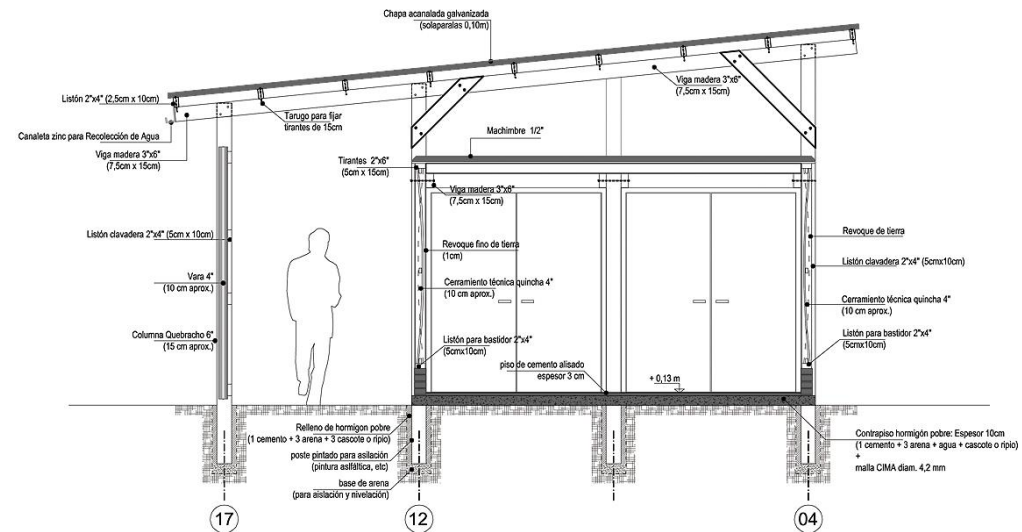 Chapa acanalada galvanizada
(solaparalas 0,10m)
Listón 2"x4" (2,5cm x 10cm)
Tarugo para fijar
tirantes de 15cm
Viga madera 3"x6"
(7,5cm x 15cm)
Canaleta zinc para Recolección de Agua
Machimbre 1/2"
Viga madera 3"x6"
(7,5cm x 15cm)
Tirantes 2"x6"
(5cm x 15cm)
Viga madera 3"x6"
(7,5cm x 15cm)
Listón clavadera 2"x4" (5cm x 10cm)
Revoque fino de tierra
(1cm)
Revoque de tierra
Listón clavadera 2"x4" (5cmx10cm)
Vara 4"
(10 cm aprox.)
Cerramiento técnica quincha 4"
(10 cm aprox.)
Cerramiento técnica quincha 4"
(10 cm aprox.)
Columna Quebracho 6"
(15 cm aprox.)
Listón para bastidor 2"x4"
(5cmx10cm)
Listón para bastidor 2"x4"
(5cmx10cm)
piso de cemento alisado
espesor 3 cm
+ 0,13 m
Relleno de hormigon pobre
(1 cemento + 3 arena + 3 cascote o ripio)
poste pintado para asilación
(pintura aslfáltica, etc)
base de arena
(para aislación y nivelación)
Contrapiso hormigón pobre: Espesor 10cm
(1 cemento + 3 arena + agua + cascote o ripio)
+
malla CIMA diam. 4,2 mm
17
12
04